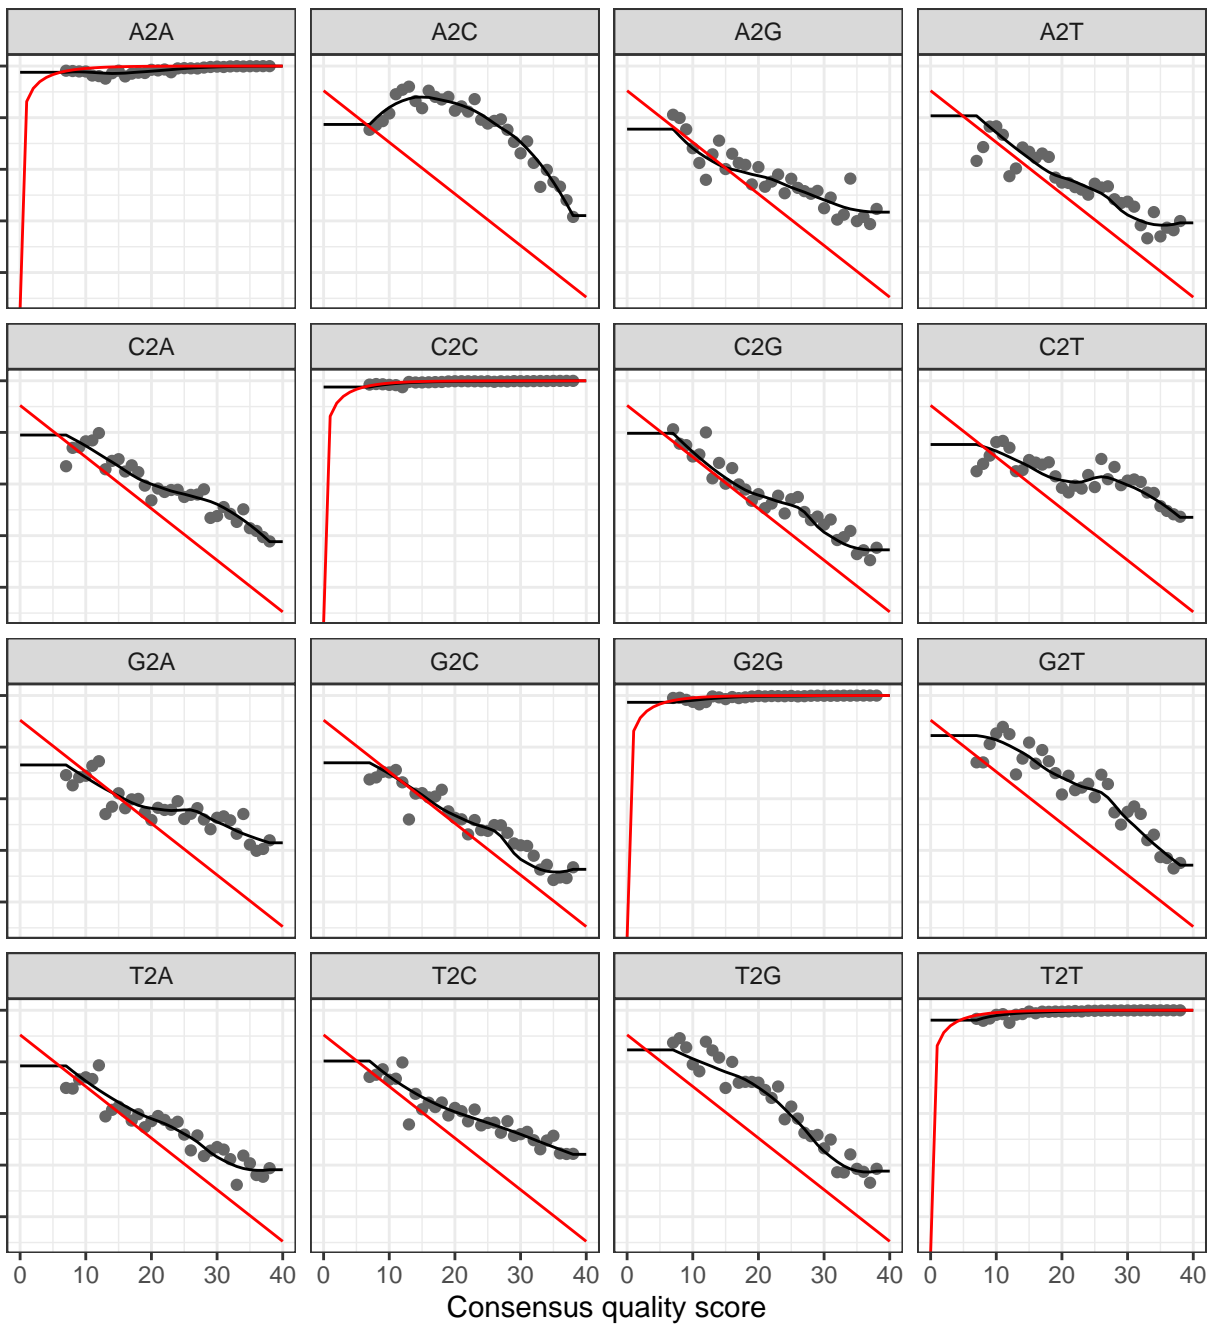 A2A A2C A2G A2T
C2A C2C C2G C2T
G2A G2C G2G G2T
T2A T2C T2G T2T
0 10 20 30 40 0 10 20 30 40 0 10 20 30 40 0 10 20 30 40
Consensus quality score